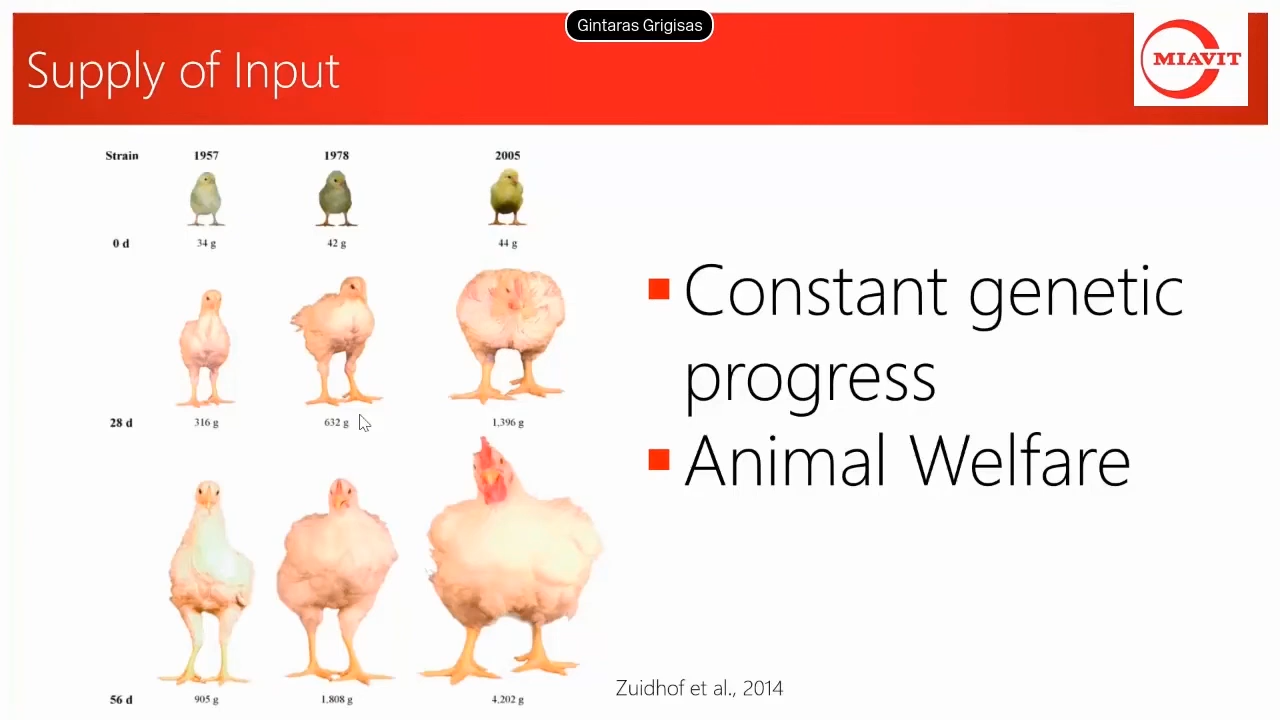 Gintaras Grigisas
Supply of Input
MIAVIT
Strain 1957 1978 2005
0 d 34 g 42 g 44 g
28 d 316 g 632 g 1,396 g
56 d 905 g 1,808 g 4,202 g
Constant genetic
progress
Animal Welfare
Zuidhof et al., 2014